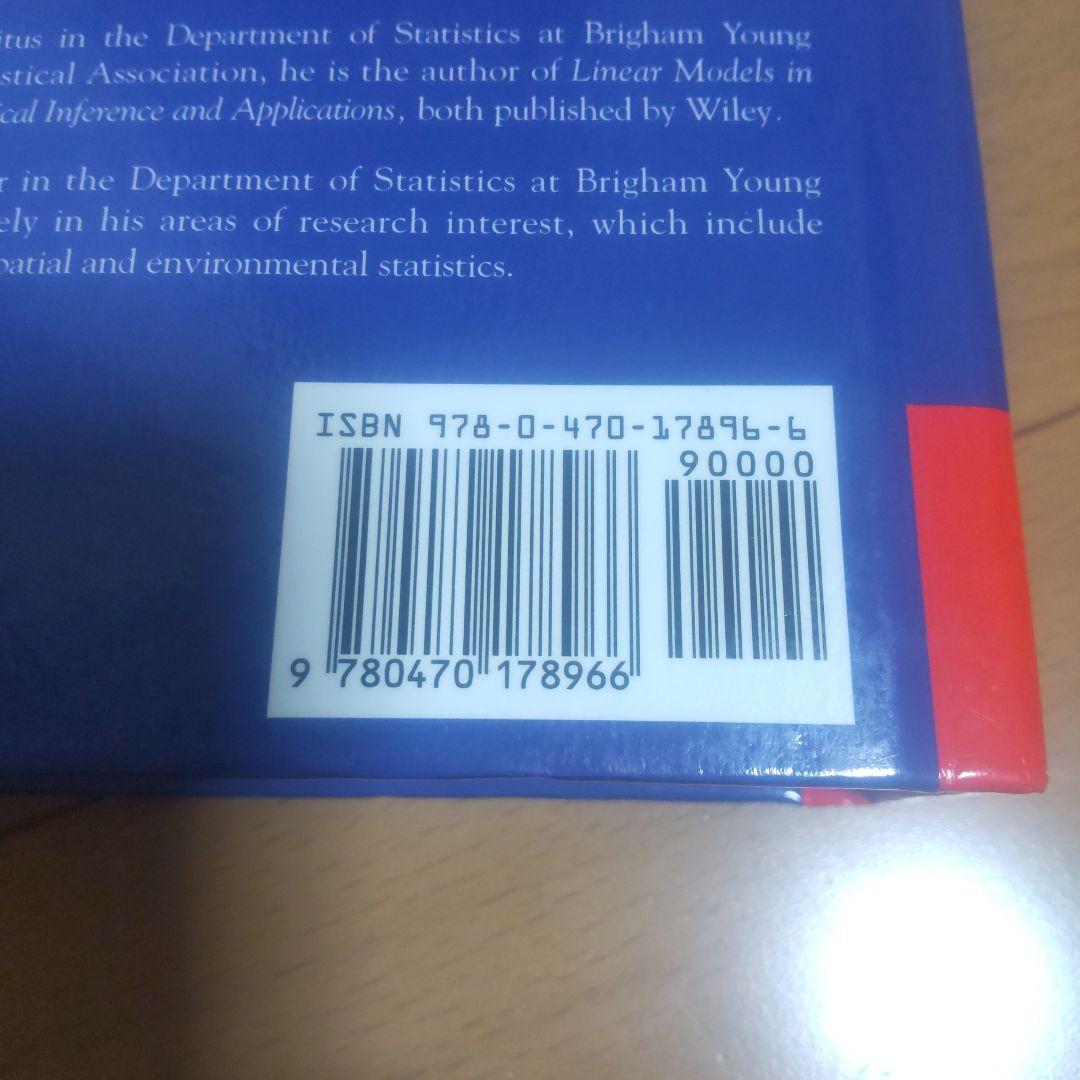 itus in the Department of Statistics at Brigham Young
stical Association, he is the author of Linear Models in
ical Inference and Applications, both published by Wiley.
r in the Department of Statistics at Brigham Young
ely in his areas of research interest, which include
patial and environmental statistics.
ISBN 978-0-470-17896-6
90000
9 780470 178966